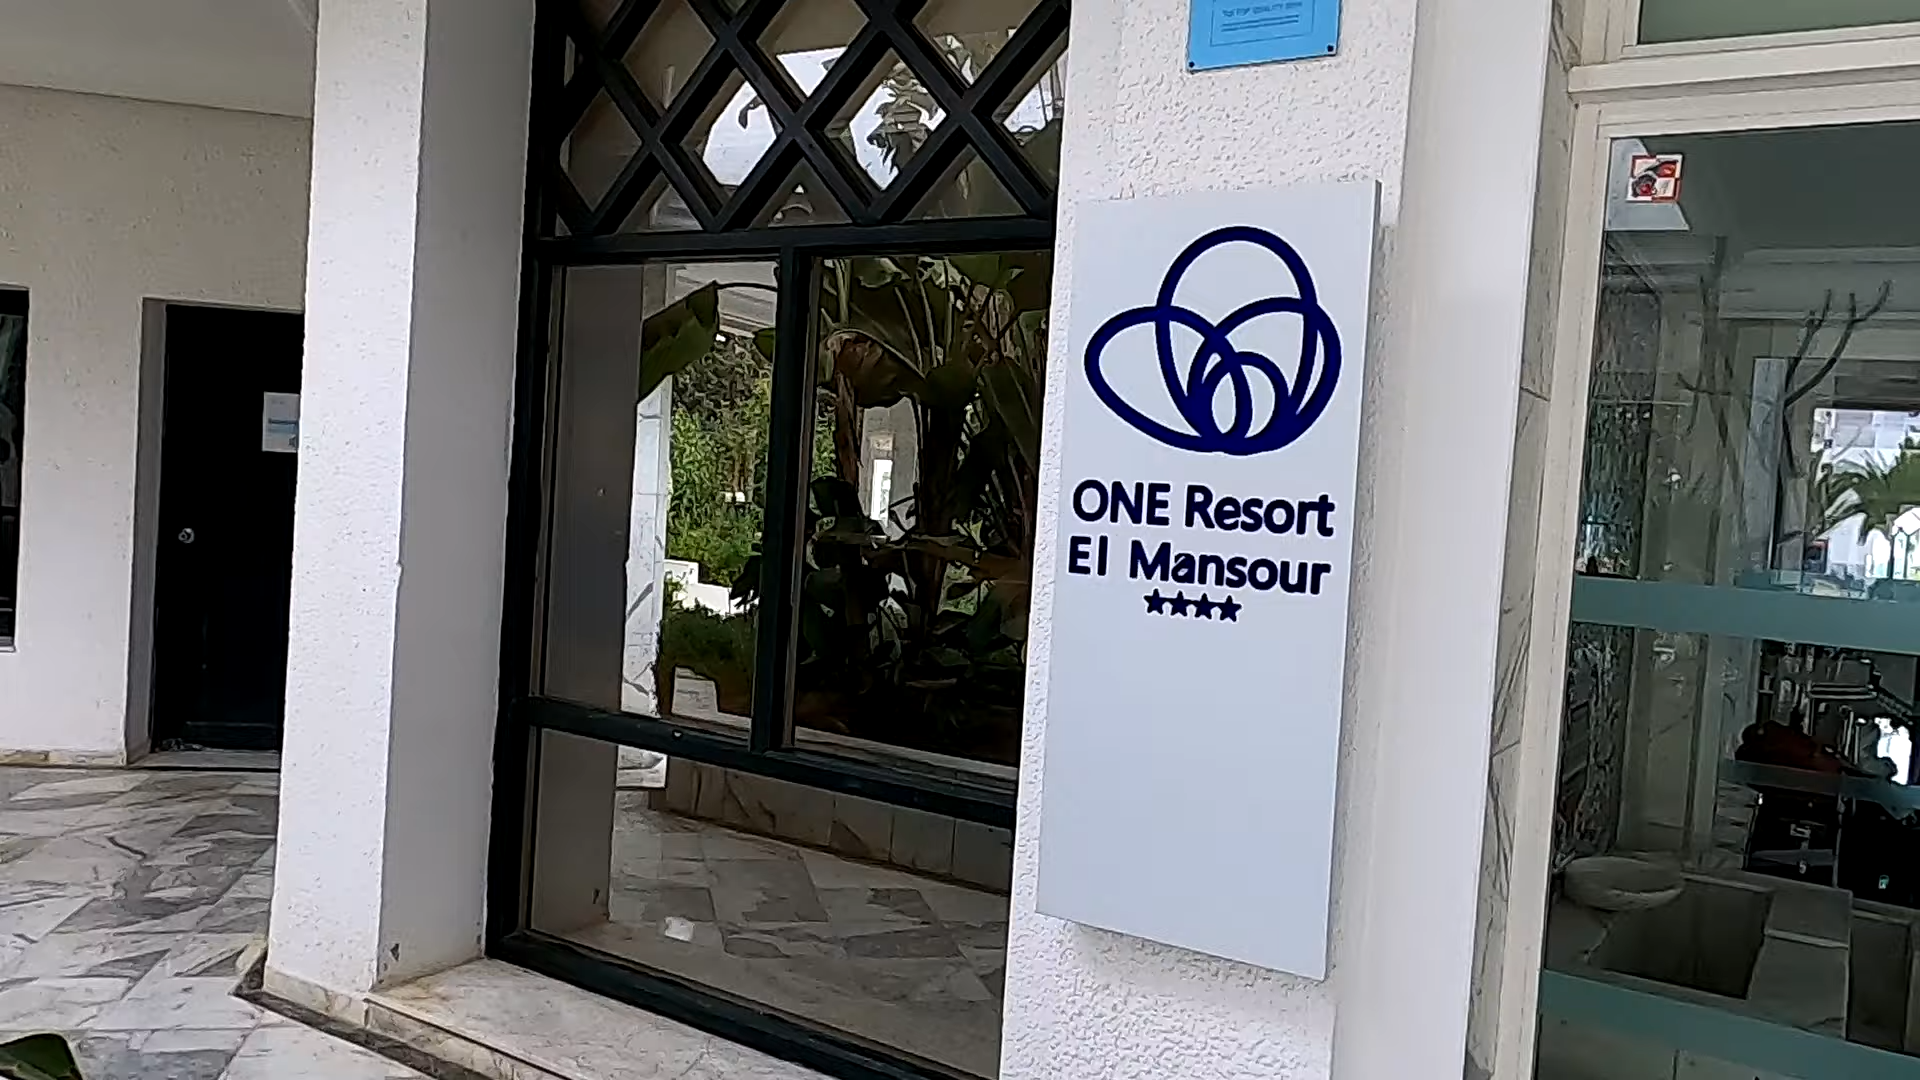 ONE Resort
El Mansour
★★★★